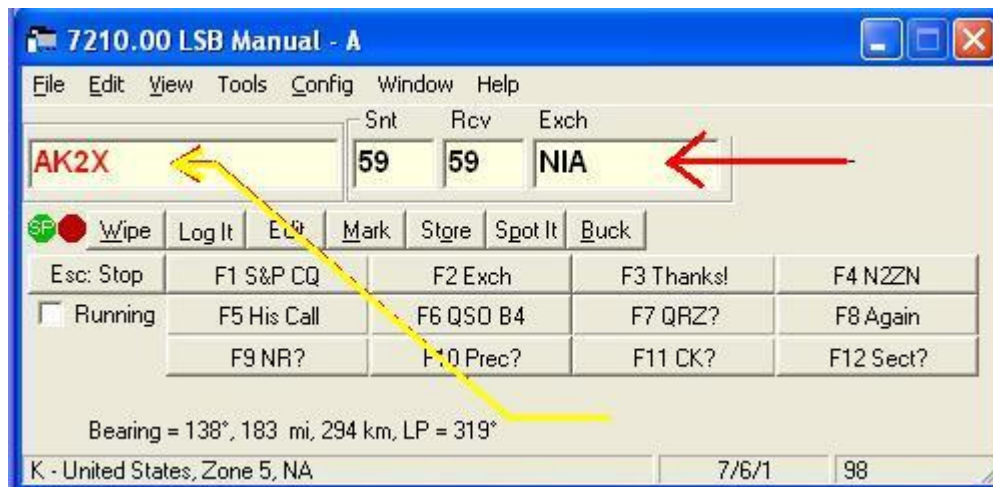 7210.00 LSB Manual - A
File Edit View Tools Config Window Help
Snt Rcv Exch
AK2X 59 59 NIA
SP Wipe Log It Edit Mark Store Spot It Buck
Esc: Stop F1 S&P CQ F2 Exch F3 Thanks! F4 N2ZN
Running F5 His Call F6 QSO B4 F7 QRZ? F8 Again
F9 NR? F10 Prec? F11 CK? F12 Sect?
Bearing = 138°, 183 mi, 294 km, LP = 319°
K - United States, Zone 5, NA 7/6/1 98